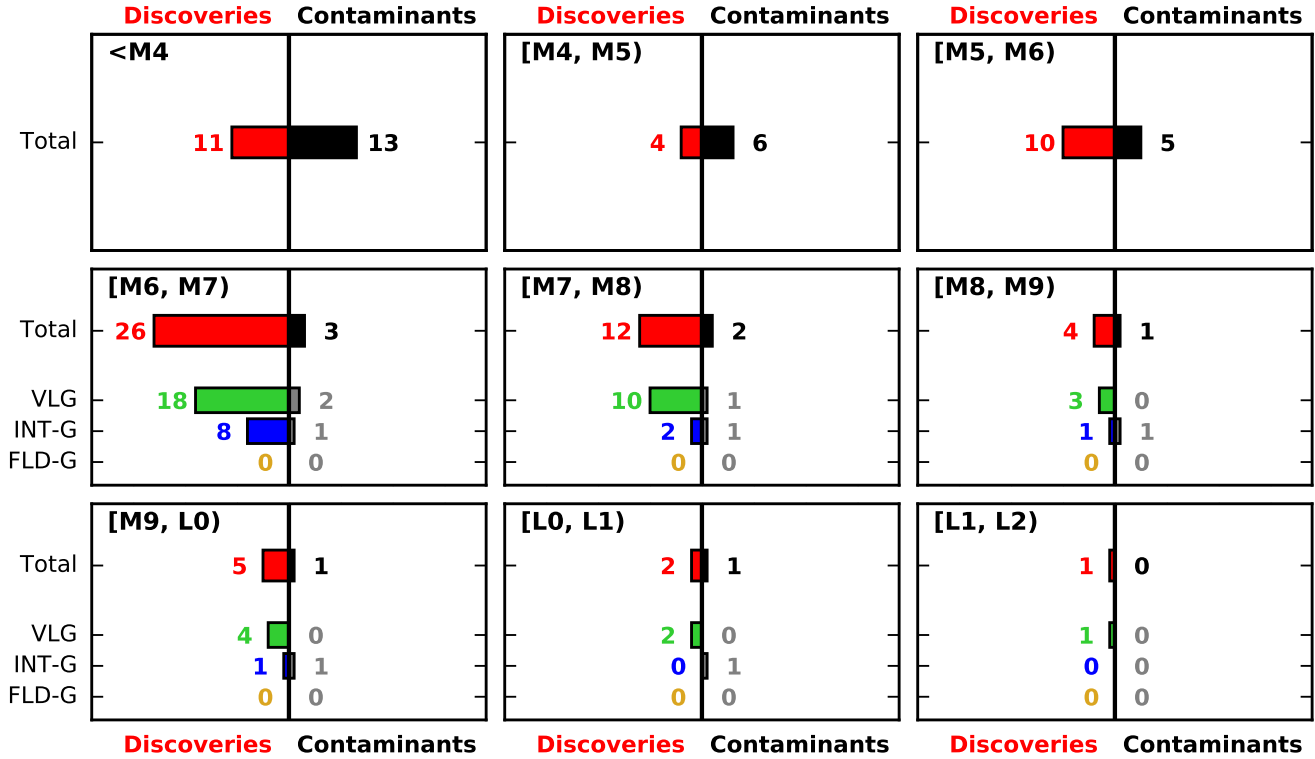 Discoveries Contaminants Discoveries Contaminants Discoveries Contaminants
<M4 [M4, M5) [M5, M6)
Total 11 13 4 6 10 5
[M6, M7) [M7, M8) [M8, M9)
Total 26 3 12 2 4 1
VLG 18 2 10 1 3 0
INT-G 8 1 2 1 1 1
FLD-G 0 0 0 0 0 0
[M9, L0) [L0, L1) [L1, L2)
Total 5 1 2 1 1 0
VLG 4 0 2 0 1 0
INT-G 1 1 0 1 0 0
FLD-G 0 0 0 0 0 0
Discoveries Contaminants Discoveries Contaminants Discoveries Contaminants